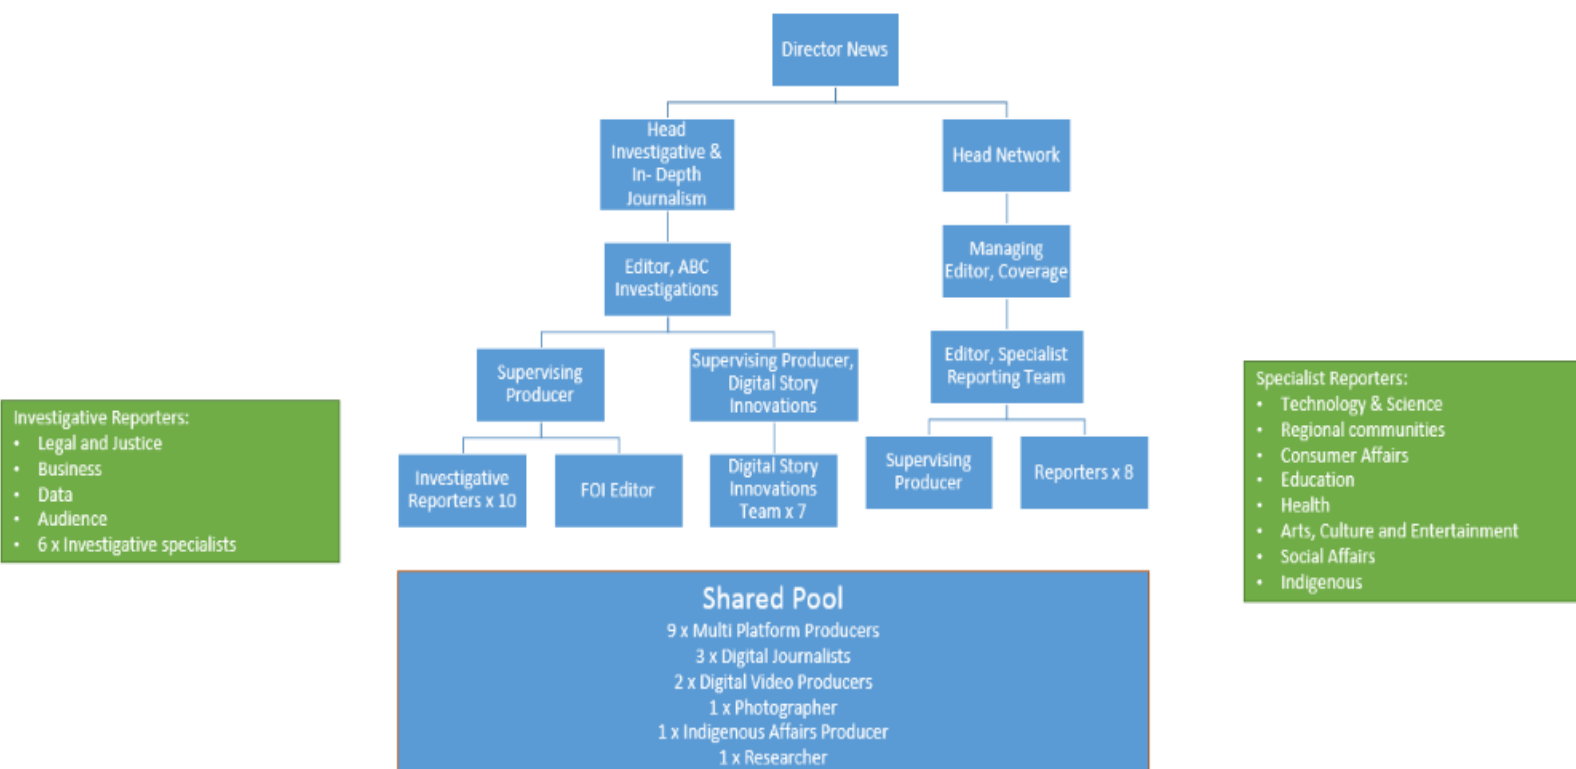 Director News
Head
Investigative &
In- Depth
Journalism
Head Network
Editor, ABC
Investigations
Managing
Editor, Coverage
Supervising
Producer
Supervising Producer,
Digital Story
Innovations
Editor, Specialist
Reporting Team
Investigative
Reporters x 10
FOI Editor
Digital Story
Innovations
Team x 7
Supervising
Producer
Reporters x 8
Investigative Reporters:
• Legal and Justice
• Business
• Data
• Audience
• 6 x Investigative specialists
Specialist Reporters:
• Technology & Science
• Regional communities
• Consumer Affairs
• Education
• Health
• Arts, Culture and Entertainment
• Social Affairs
• Indigenous
Shared Pool
9 x Multi Platform Producers
3 x Digital Journalists
2 x Digital Video Producers
1 x Photographer
1 x Indigenous Affairs Producer
1 x Researcher